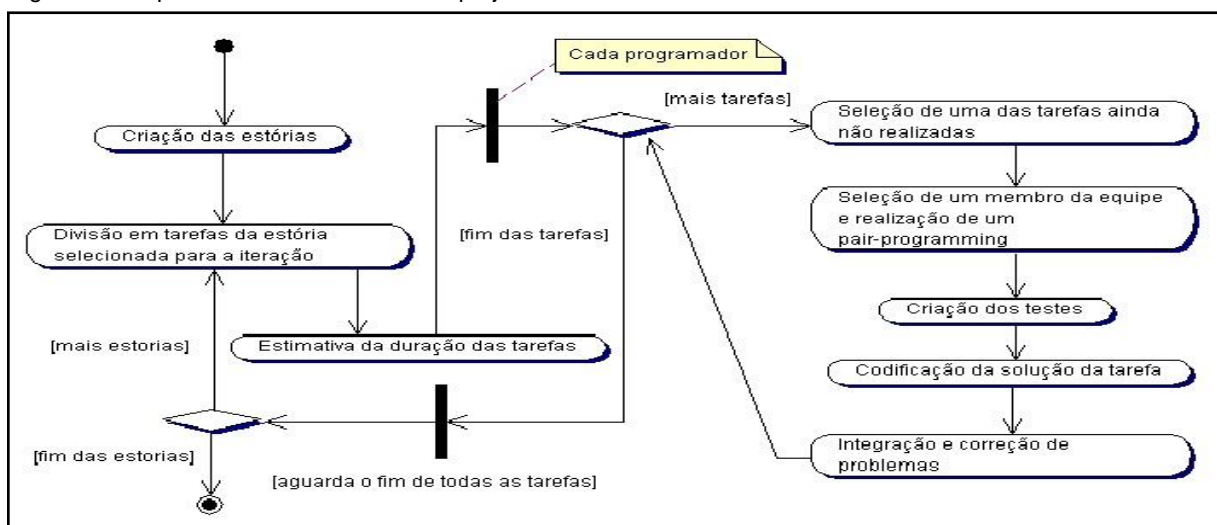 Cada programador
[mais tarefas]
Criação das estórias
Seleção de uma das tarefas ainda
não realizadas
Divisão em tarefas da estória
selecionada para a iteração
[fim das tarefas]
Seleção de um membro da equipe
e realização de um
pair-programming
Criação dos testes
[mais estorias]
Estimativa da duração das tarefas
Codificação da solução da tarefa
[fim das estorias]
[aguarda o fim de todas as tarefas]
Integração e correção de
problemas